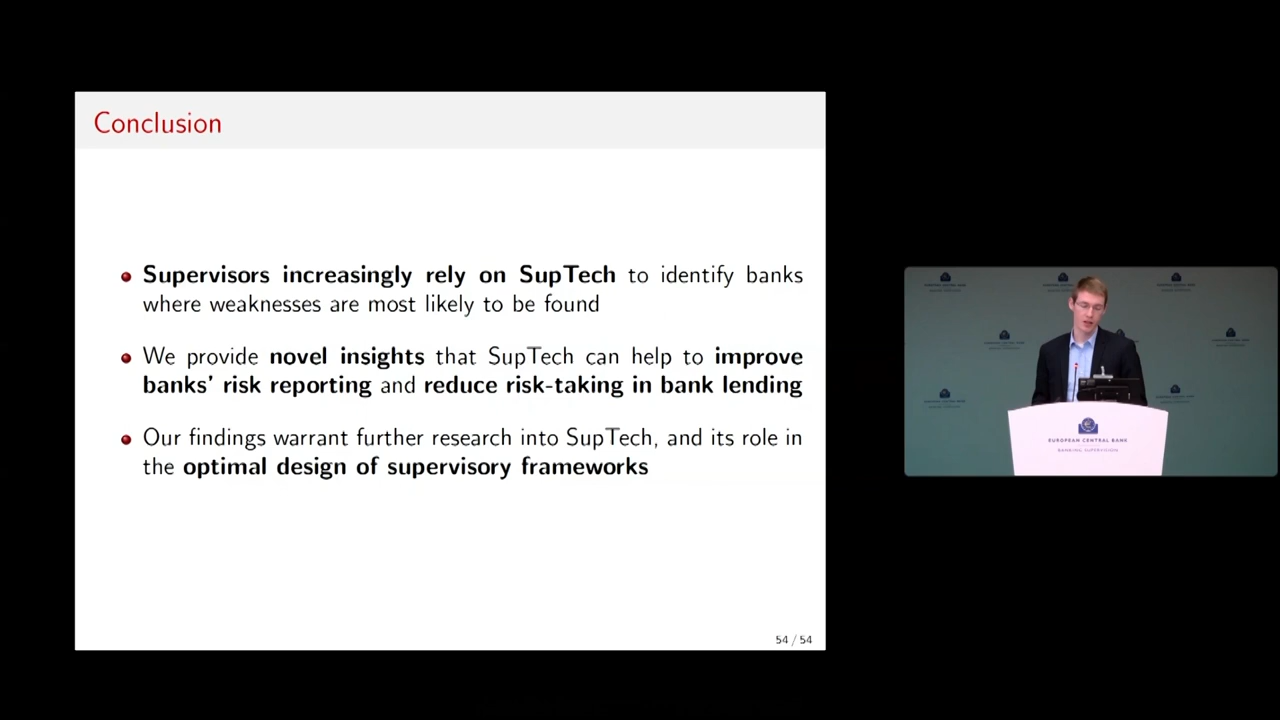 Conclusion
Supervisors increasingly rely on SupTech to identify banks
where weaknesses are most likely to be found
We provide novel insights that SupTech can help to improve
banks' risk reporting and reduce risk-taking in bank lending
Our findings warrant further research into SupTech, and its role in
the optimal design of supervisory frameworks
54 / 54
EUROPEAN CENTRAL BANK
BANKING SUPERVISION